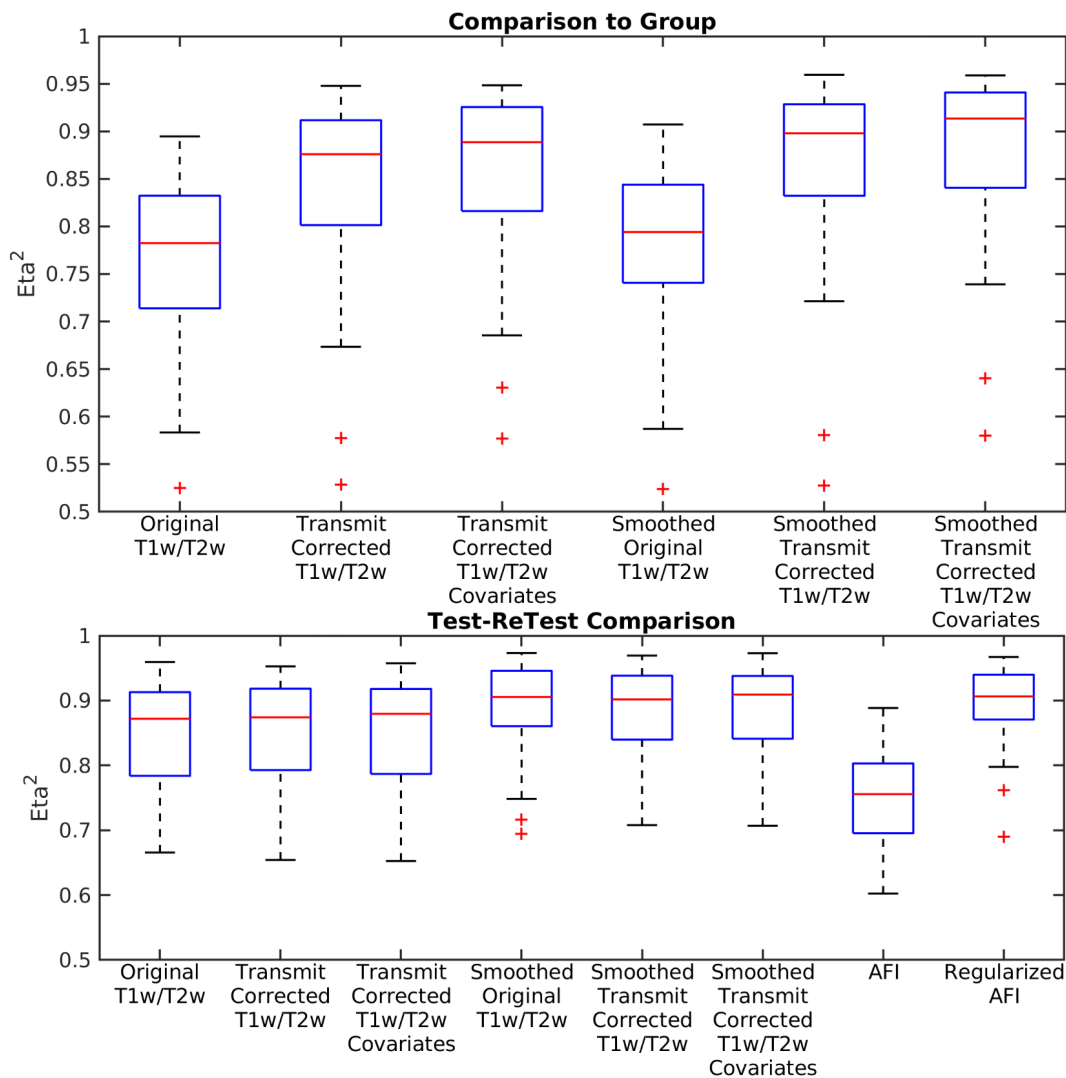 Comparison to Group
1
0.95
0.9
0.85
0.8
0.75
0.7
0.65
0.6
0.55
0.5
Eta²
Original
T1w/T2w
Transmit
Corrected
T1w/T2w
Transmit
Corrected
T1w/T2w
Covariates
Smoothed
Original
T1w/T2w
Smoothed
Transmit
Corrected
T1w/T2w
Smoothed
Transmit
Corrected
T1w/T2w
Covariates
Test-ReTest Comparison
1
0.9
0.8
0.7
0.6
0.5
Eta²
Original
T1w/T2w
Transmit
Corrected
T1w/T2w
Transmit
Corrected
T1w/T2w
Covariates
Smoothed
Original
T1w/T2w
Smoothed
Transmit
Corrected
T1w/T2w
Smoothed
Transmit
Corrected
T1w/T2w
Covariates
AFI
Regularized
AFI